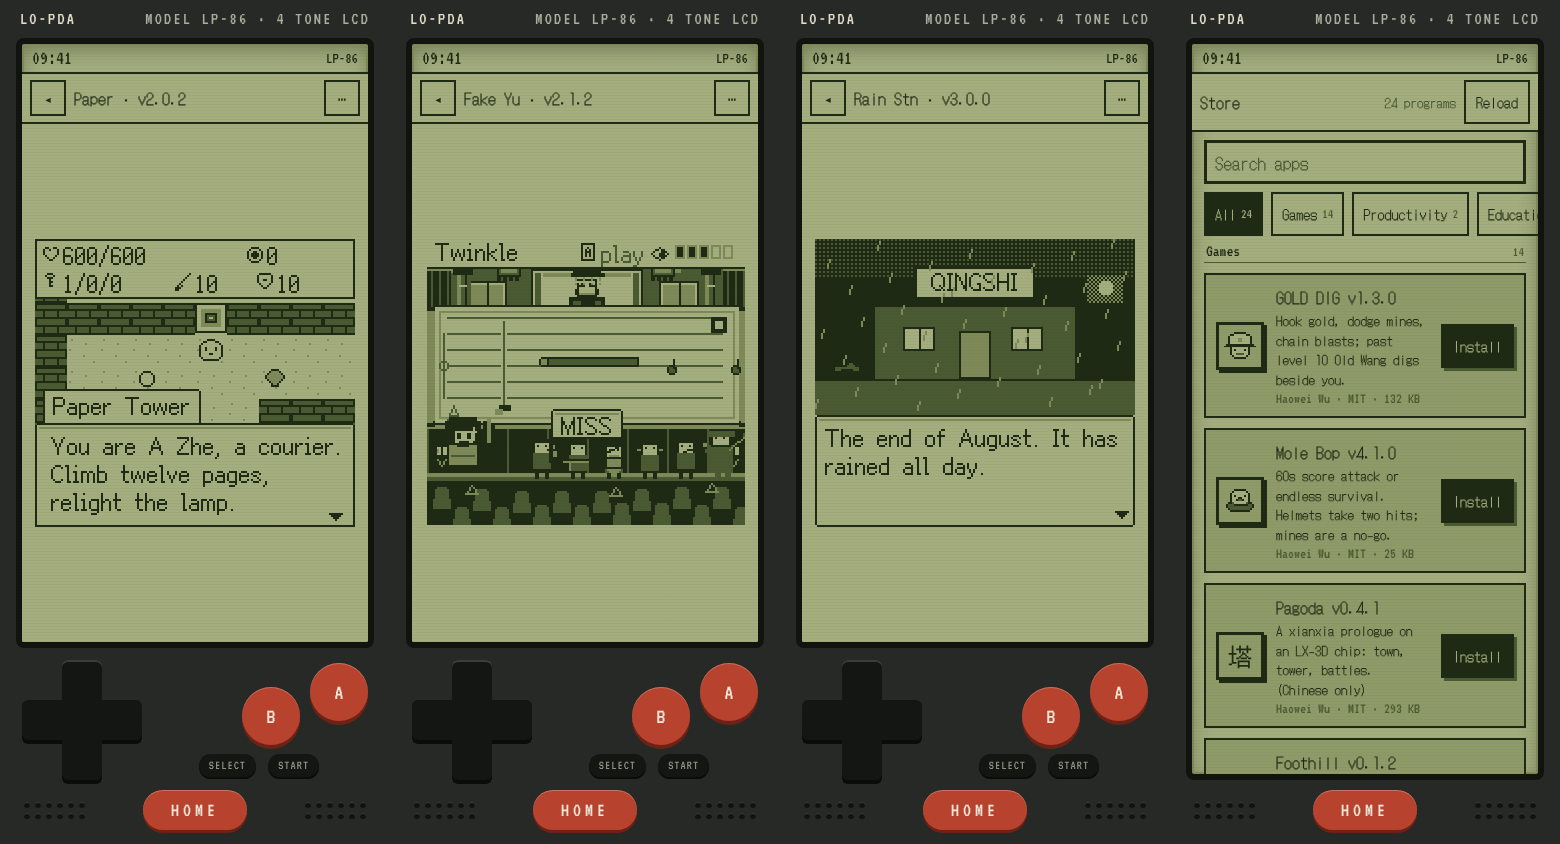 LO-PDA MODEL LP-86 · 4 TONE LCD
09:41 LP-86
Paper · v2.0.2 ...
600/600 0
1/0/0 10 10
Paper Tower
You are A Zhe, a courier.
Climb twelve pages,
relight the lamp.
B A
SELECT START
HOME
LO-PDA MODEL LP-86 · 4 TONE LCD
09:41 LP-86
Fake Yu · v2.1.2 ...
Twinkle A play
MISS
B A
SELECT START
HOME
LO-PDA MODEL LP-86 · 4 TONE LCD
09:41 LP-86
Rain Stn · v3.0.0 ...
QINGSHI
The end of August. It has
rained all day.
B A
SELECT START
HOME
LO-PDA MODEL LP-86 · 4 TONE LCD
09:41 LP-86
Store 24 programs Reload
Search apps
All 24 Games 14 Productivity 2 Educati
Games 14
GOLD DIG v1.3.0
Hook gold, dodge mines,
chain blasts; past
level 10 Old Wang digs
beside you.
Haowei Wu · MIT · 132 KB
Install
Mole Bop v4.1.0
60s score attack or
endless survival.
Helmets take two hits;
mines are a no-go.
Haowei Wu · MIT · 25 KB
Install
塔
Pagoda v0.4.1
A xianxia prologue on
an LX-3D chip: town,
tower, battles.
(Chinese only)
Haowei Wu · MIT · 293 KB
Install
Foothill v0.1.2
HOME